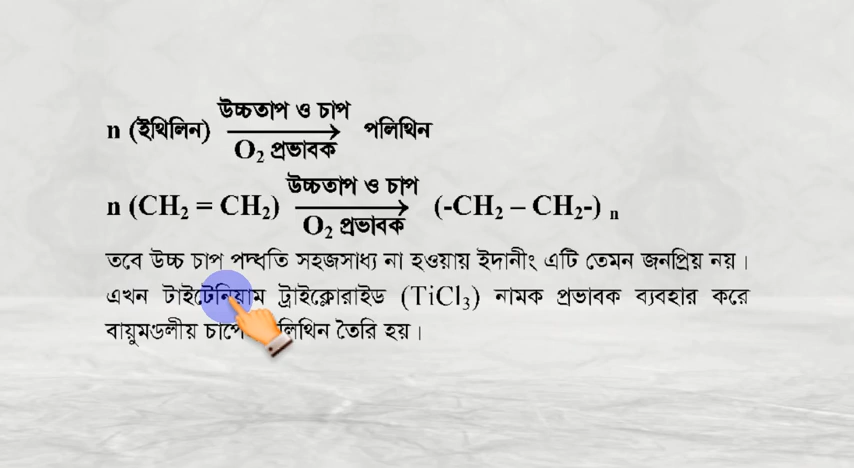 উচ্চতাপ ও চাপ
n (ইথিলিন) ⟶ পলিথিন
O₂ প্রভাবক
উচ্চতাপ ও চাপ
n (CH₂ = CH₂) ⟶ (-CH₂ – CH₂-) ₙ
O₂ প্রভাবক
তবে উচ্চ চাপ পদ্ধতি সহজসাধ্য না হওয়ায় ইদানীং এটি তেমন জনপ্রিয় নয়।
এখন টাইটেনিয়াম ট্রাইক্লোরাইড (TiCl₃) নামক প্রভাবক ব্যবহার করে
বায়ুমণ্ডলীয় তৈরি হয়।